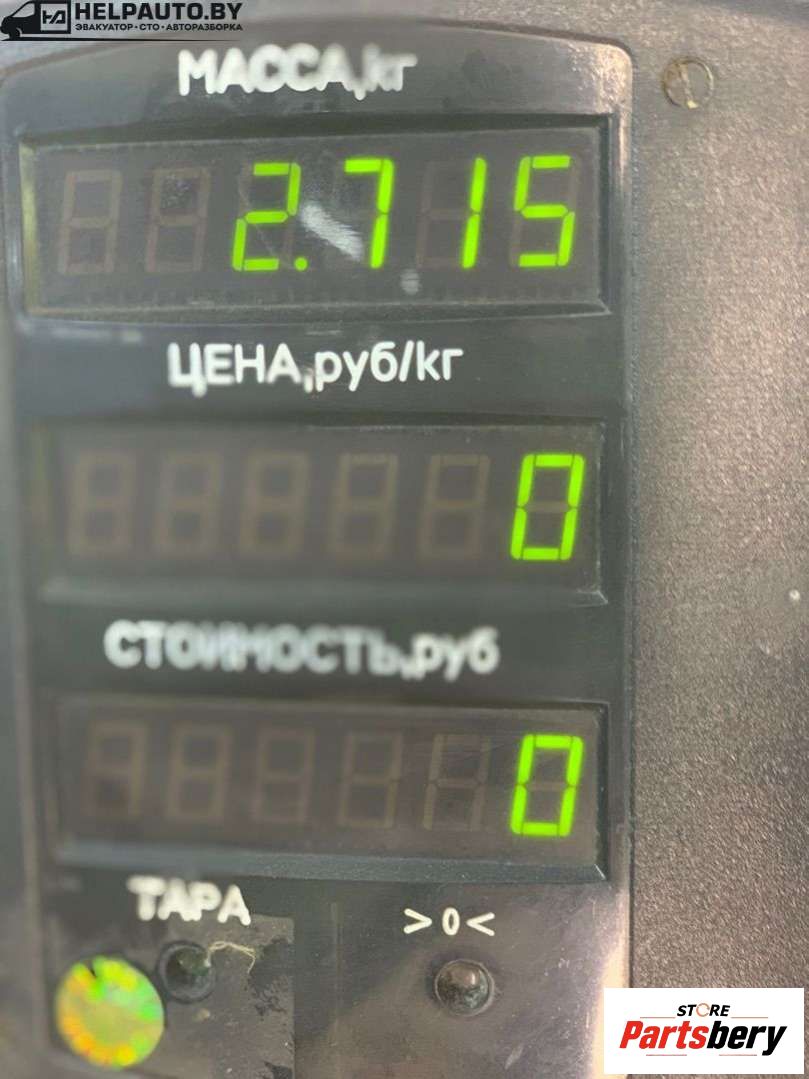 HELPAUTO.BY
ЭВАКУАТОР • СТО • АВТОРАЗБОРКА
МАССА,кг
2.715
ЦЕНА,руб/кг
0
СТОИМОСТЬ,руб
0
ТАРА
>0<
STORE
Partsbery